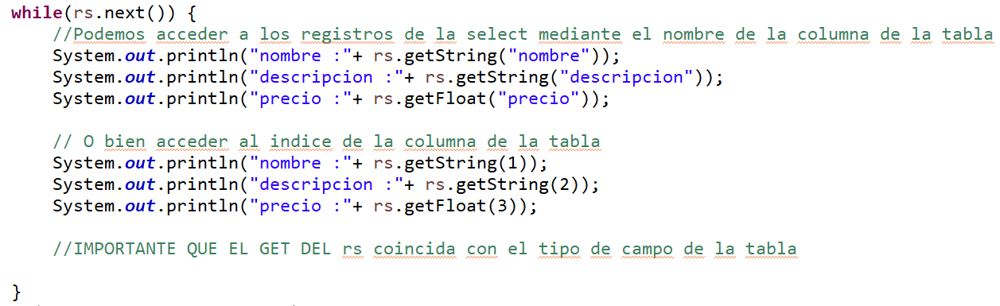 while(rs.next()) {
//Podemos acceder a los registros de la select mediante el nombre de la columna de la tabla
System.out.println("nombre :"+ rs.getString("nombre"));
System.out.println("descripcion :"+ rs.getString("descripcion"));
System.out.println("precio :"+ rs.getFloat("precio"));
// O bien acceder al indice de la columna de la tabla
System.out.println("nombre :"+ rs.getString(1));
System.out.println("descripcion :"+ rs.getString(2));
System.out.println("precio :"+ rs.getFloat(3));
//IMPORTANTE QUE EL GET DEL rs coincida con el tipo de campo de la tabla
}